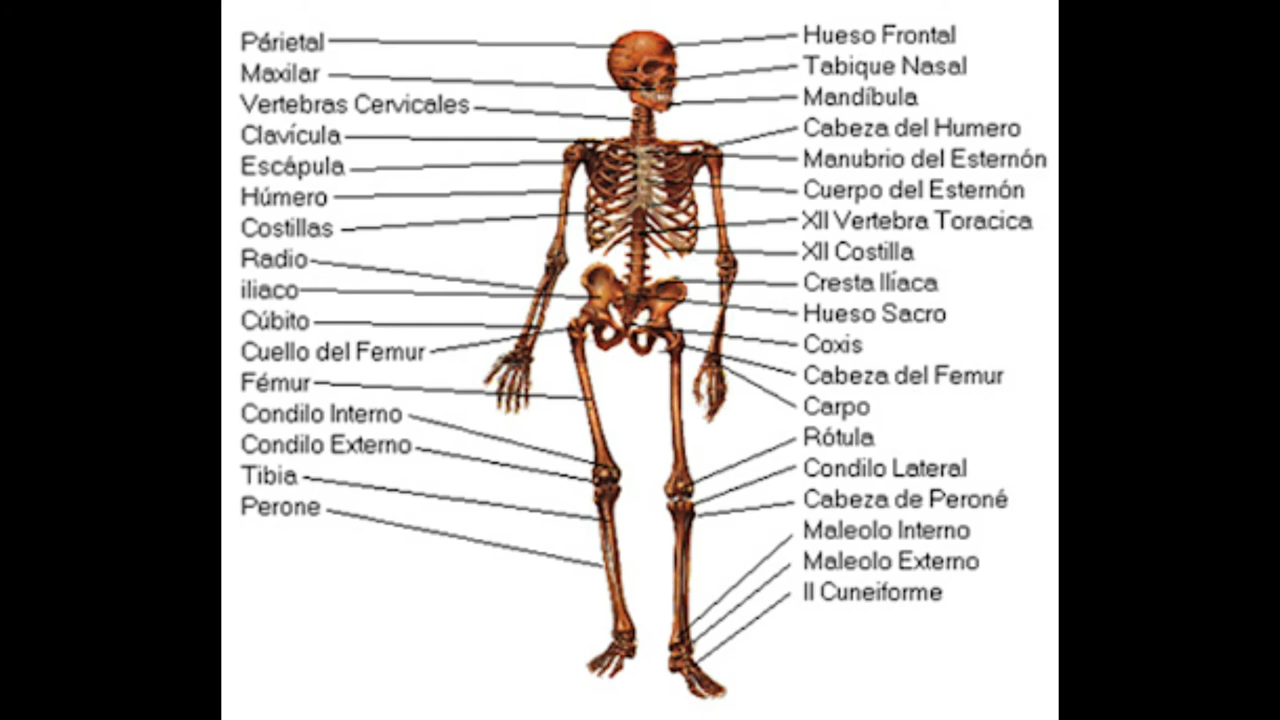 Párietal
Maxilar
Vertebras Cervicales
Clavícula
Escápula
Húmero
Costillas
Radio
iliaco
Cúbito
Cuello del Femur
Fémur
Condilo Interno
Condilo Externo
Tibia
Perone
Hueso Frontal
Tabique Nasal
Mandíbula
Cabeza del Humero
Manubrio del Esternón
Cuerpo del Esternón
XII Vertebra Toracica
XII Costilla
Cresta Ilíaca
Hueso Sacro
Coxis
Cabeza del Femur
Carpo
Rótula
Condilo Lateral
Cabeza de Peroné
Maleolo Interno
Maleolo Externo
II Cuneiforme